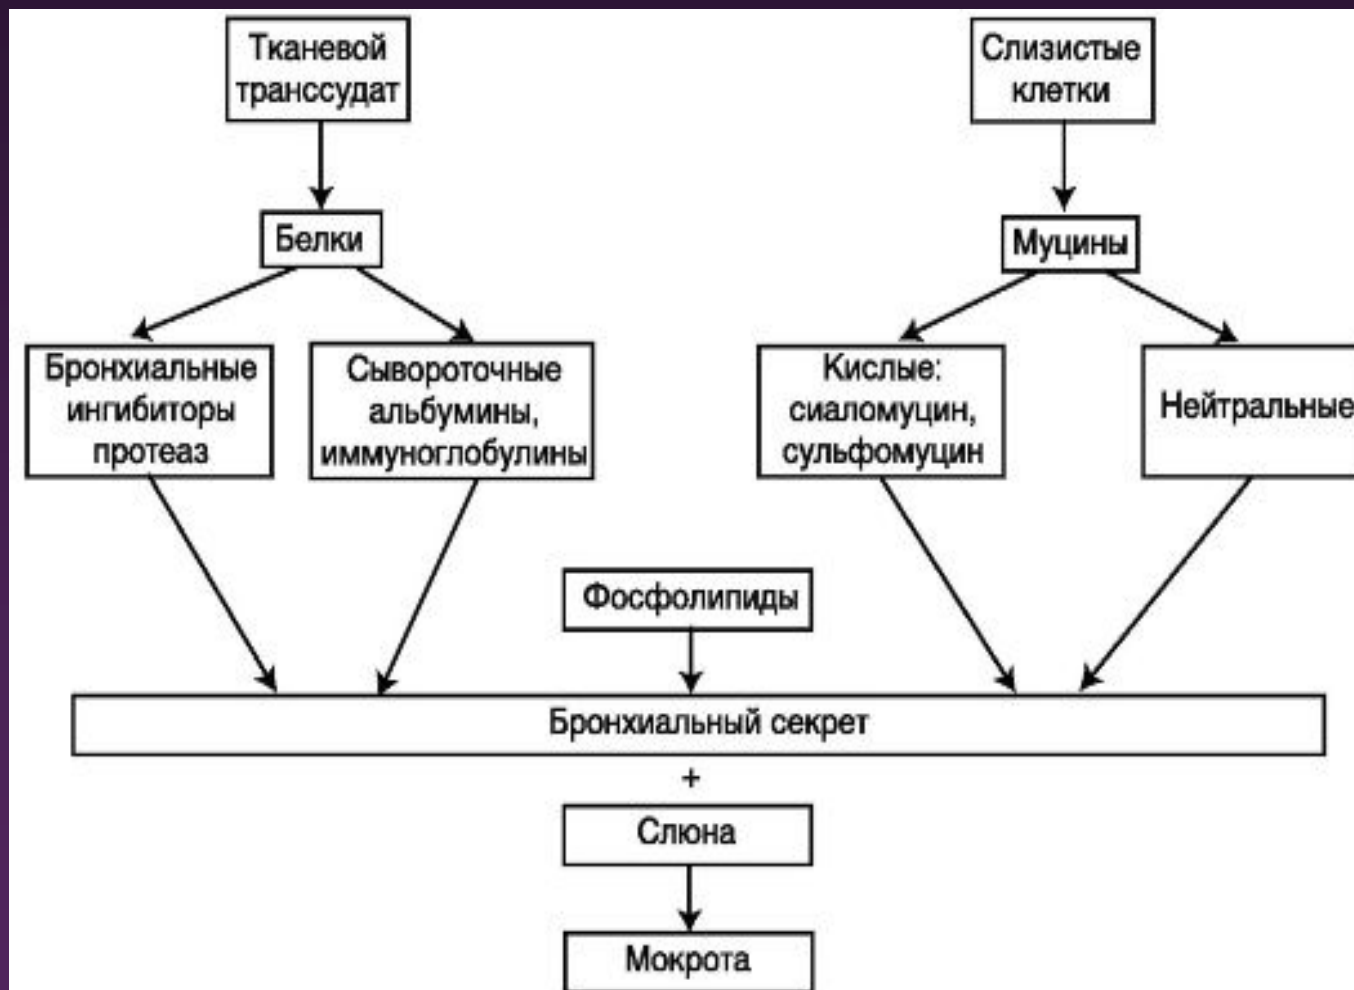 Тканевой
транссудат
Слизистые
клетки
Белки
Муцины
Бронхиальные
ингибиторы
протеаз
Сывороточные
альбумины,
иммуноглобулины
Кислые:
сиаломуцин,
сульфомуцин
Нейтральные
Фосфолипиды
Бронхиальный секрет
+
Слюна
Мокрота